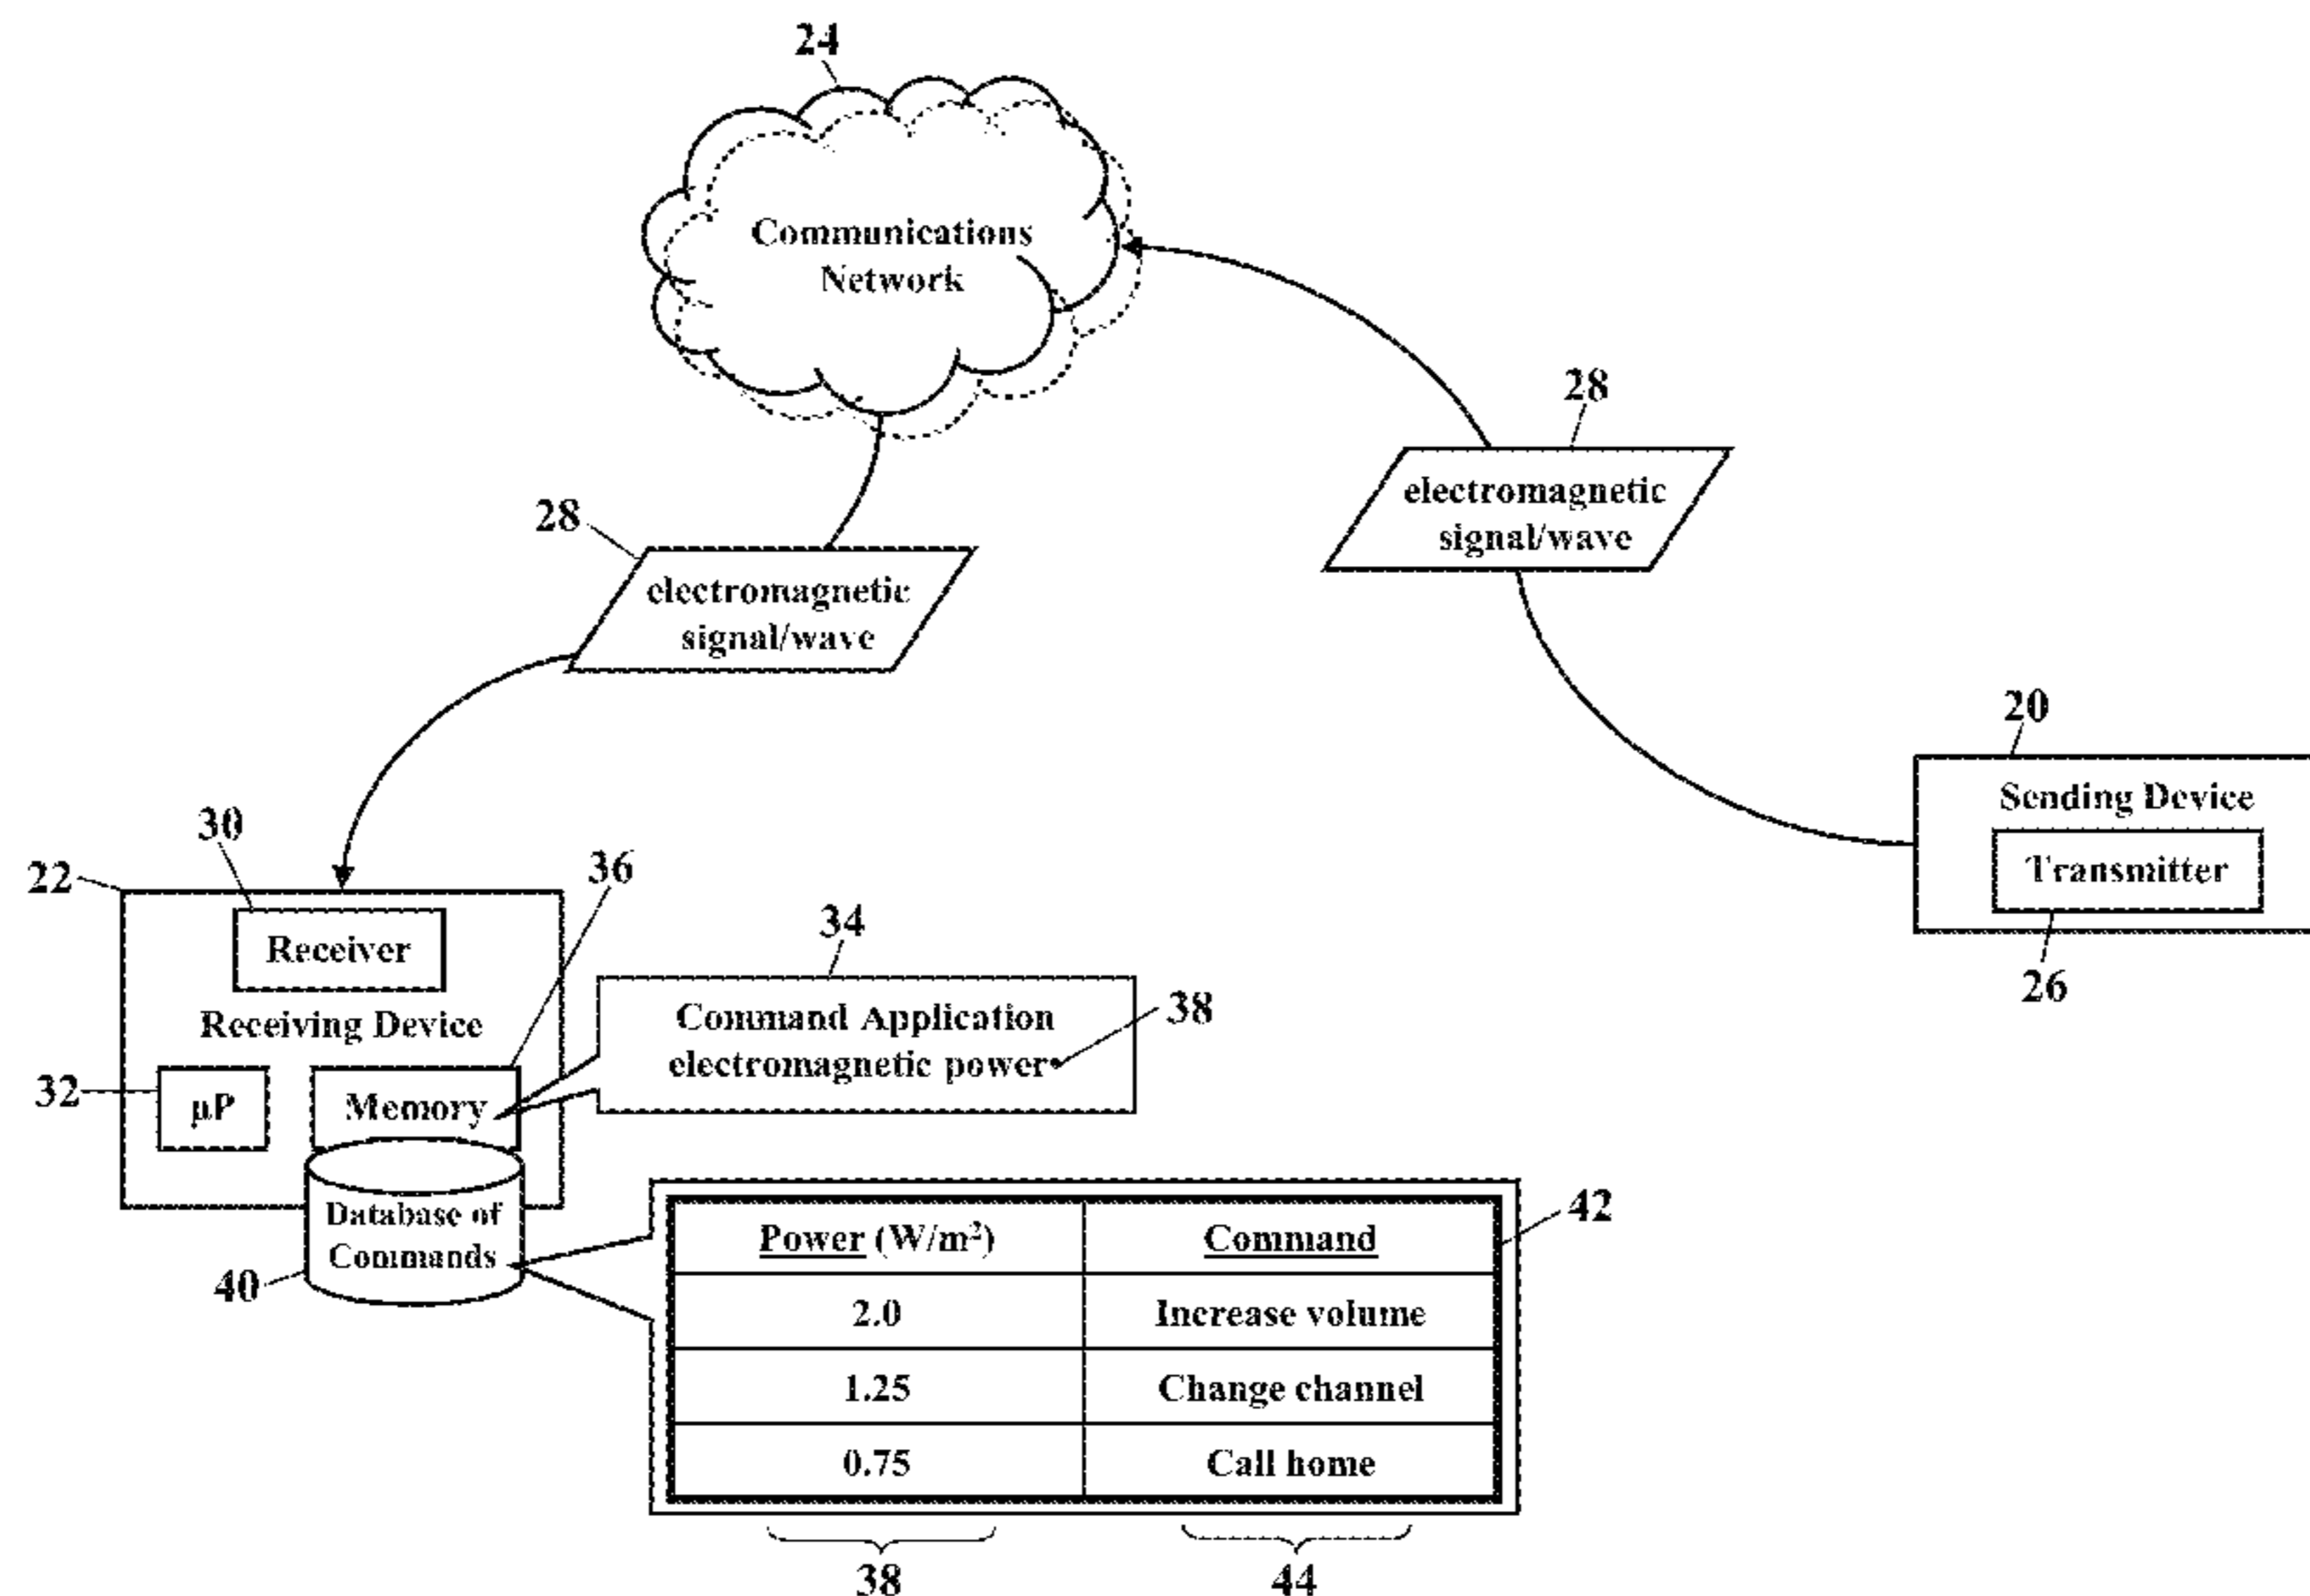 24
Communications
Network
28
electromagnetic
signal/wave
28
electromagnetic
signal/wave
20
Sending Device
Transmitter
26
30
22
36
Receiver
Receiving Device
34
Command Application
electromagnetic power
38
32
µP
Memory
Database of
Commands
40
42
Power (W/m²) Command
2.0 Increase volume
1.25 Change channel
0.75 Call home
38 44